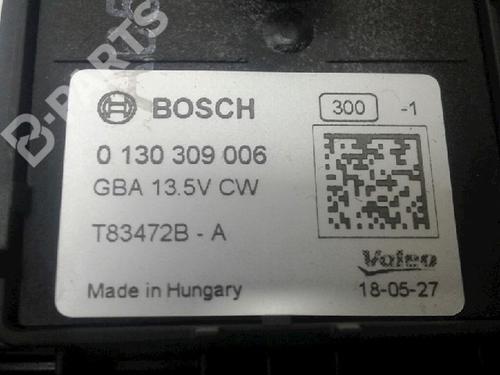 B-PARTS
BOSCH 300 -1
0 130 309 006
GBA 13.5V CW
T83472B - A
Valeo
Made in Hungary 18-05-27